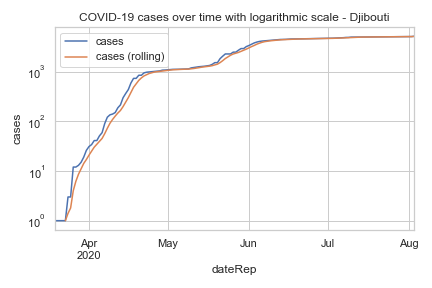 COVID-19 cases over time with logarithmic scale - Djibouti
cases
cases (rolling)
10³
10²
10¹
10⁰
cases
Apr
2020
May
Jun
Jul
Aug
dateRep